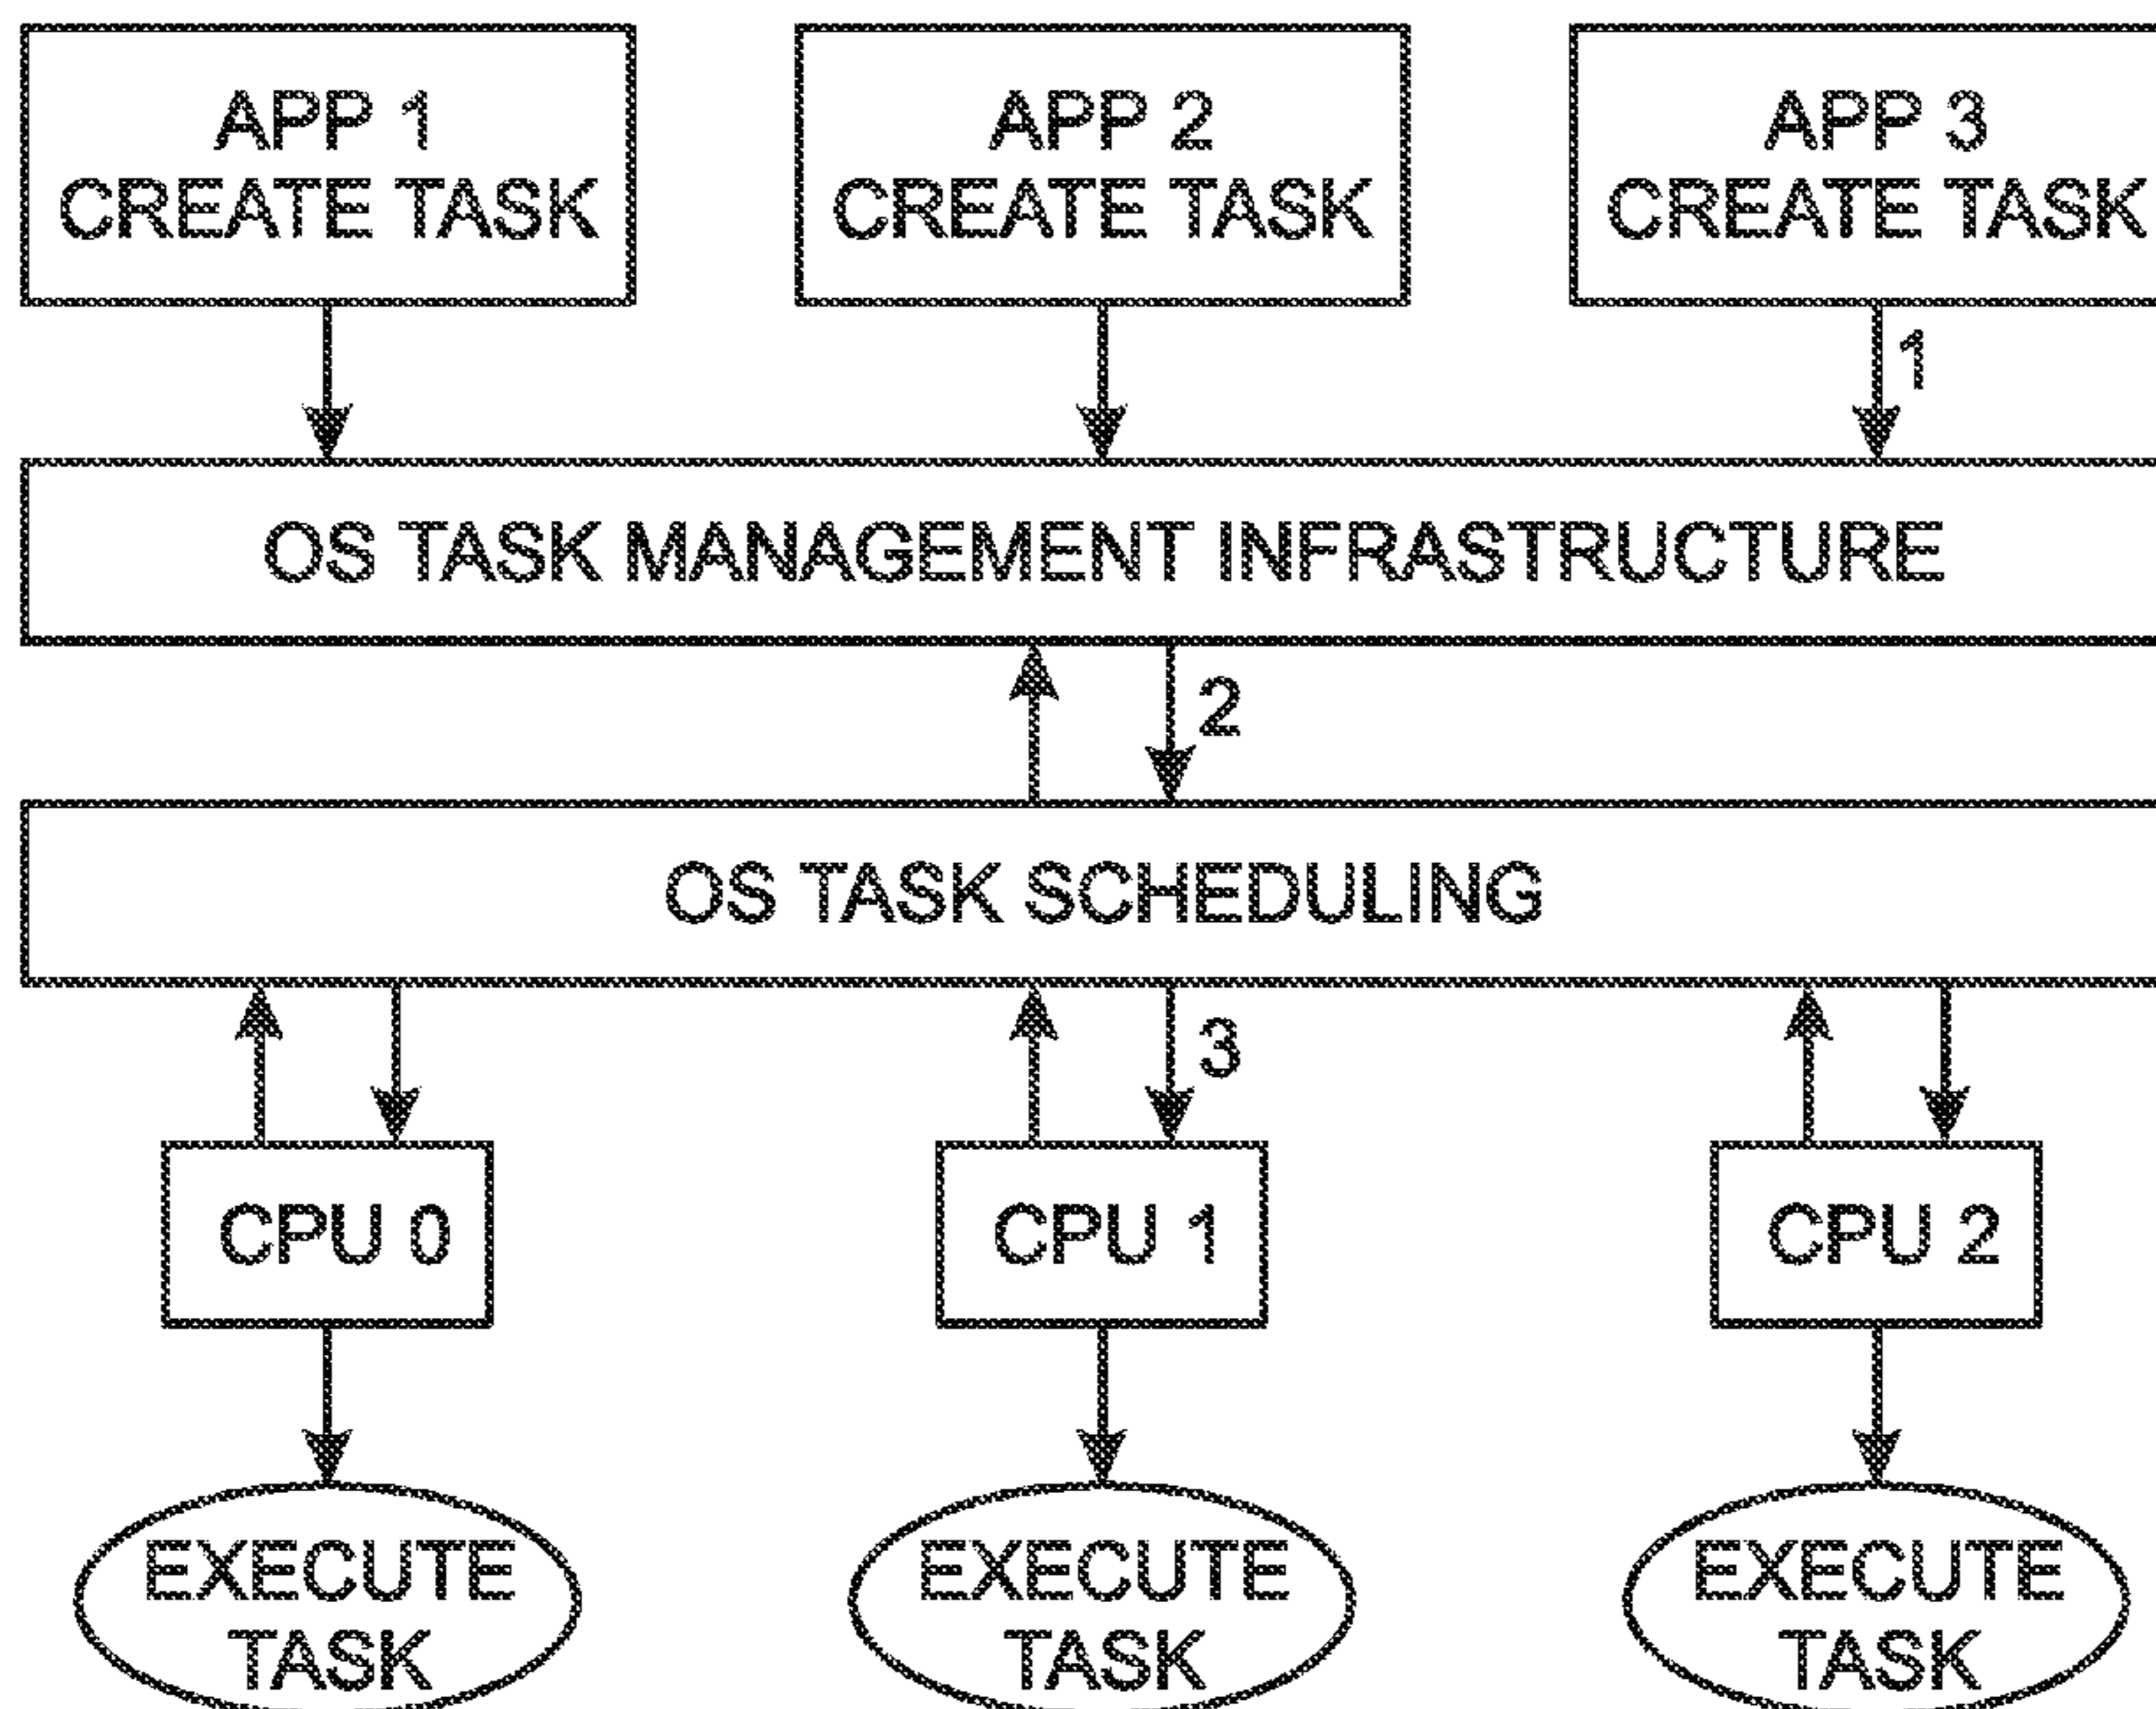 APP 1
CREATE TASK
APP 2
CREATE TASK
APP 3
CREATE TASK
1
OS TASK MANAGEMENT INFRASTRUCTURE
2
OS TASK SCHEDULING
3
CPU 0
CPU 1
CPU 2
EXECUTE
TASK
EXECUTE
TASK
EXECUTE
TASK